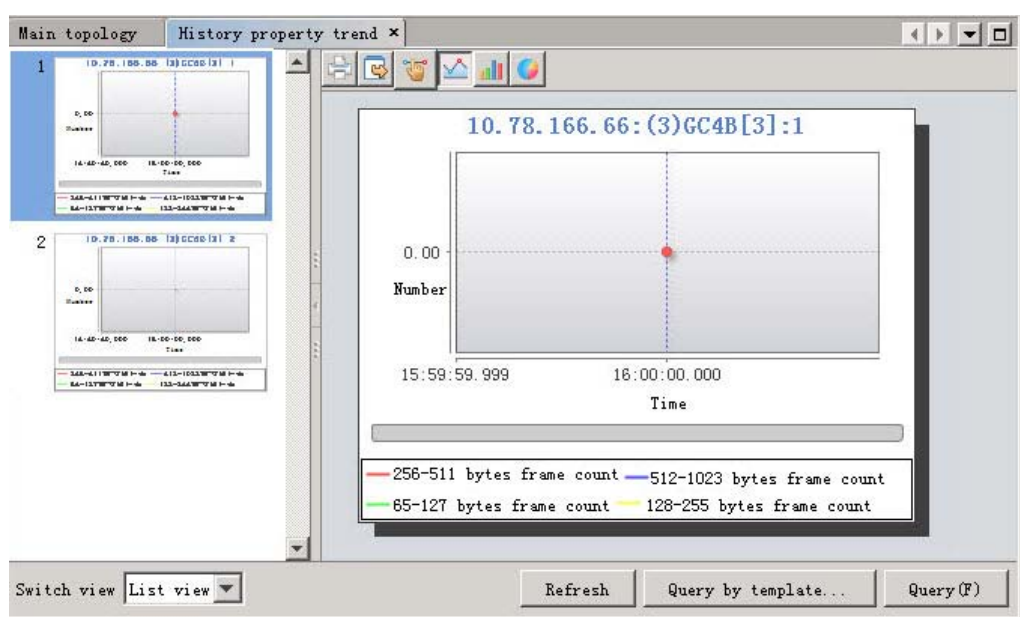 Main topology
History property trend ×
1
2
10.78.166.66:(3)GC4B[3]:1
0.00
Number
15:59:59.999
16:00:00.000
Time
256-511 bytes frame count
512-1023 bytes frame count
65-127 bytes frame count
128-255 bytes frame count
Switch view
List view
Refresh
Query by template...
Query(F)